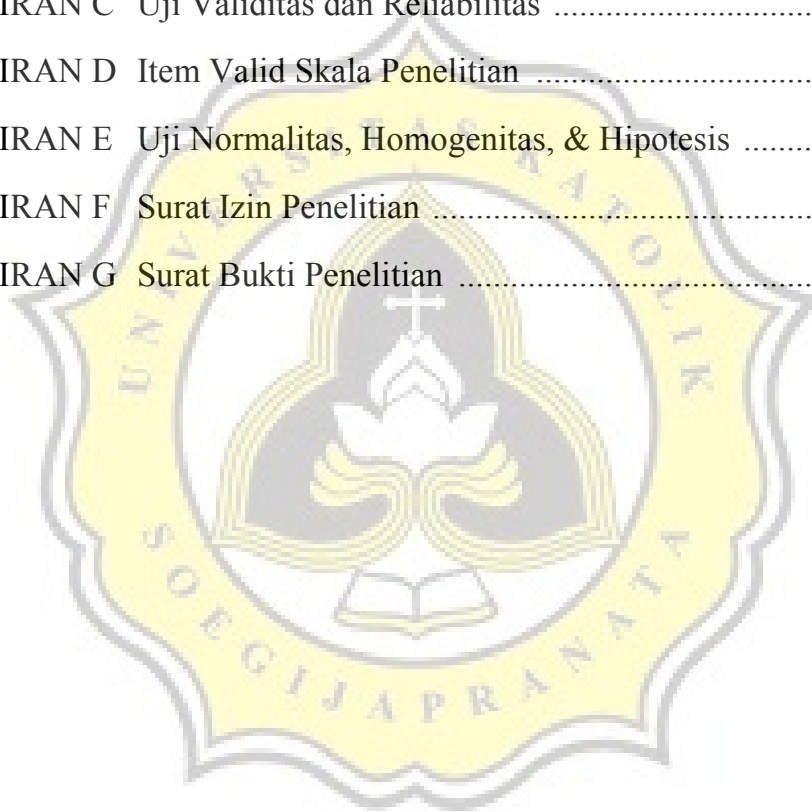 IRAN C Uji Validitas dan Reliabilitas ............................
IRAN D Item Valid Skala Penelitian ..............................
IRAN E Uji Normalitas, Homogenitas, & Hipotesis ........
IRAN F Surat Izin Penelitian ..........................................
IRAN G Surat Bukti Penelitian .......................................
UNIVERSITAS KATOLIK
SOEGIJAPRANATA